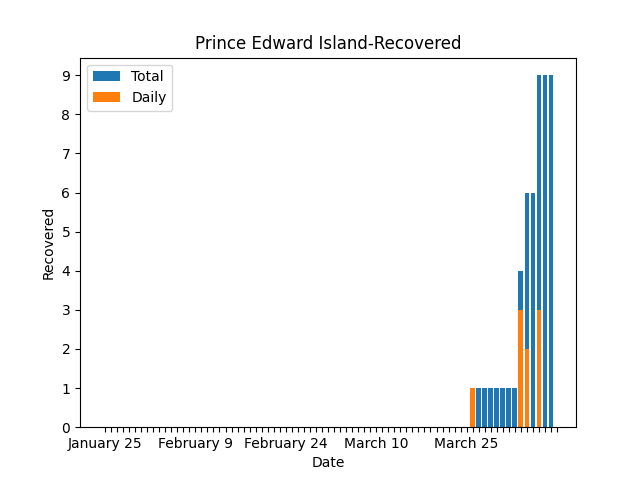 Prince Edward Island-Recovered
Total
Daily
9
8
7
6
5
4
3
2
1
0
Recovered
January 25 February 9 February 24 March 10 March 25
Date